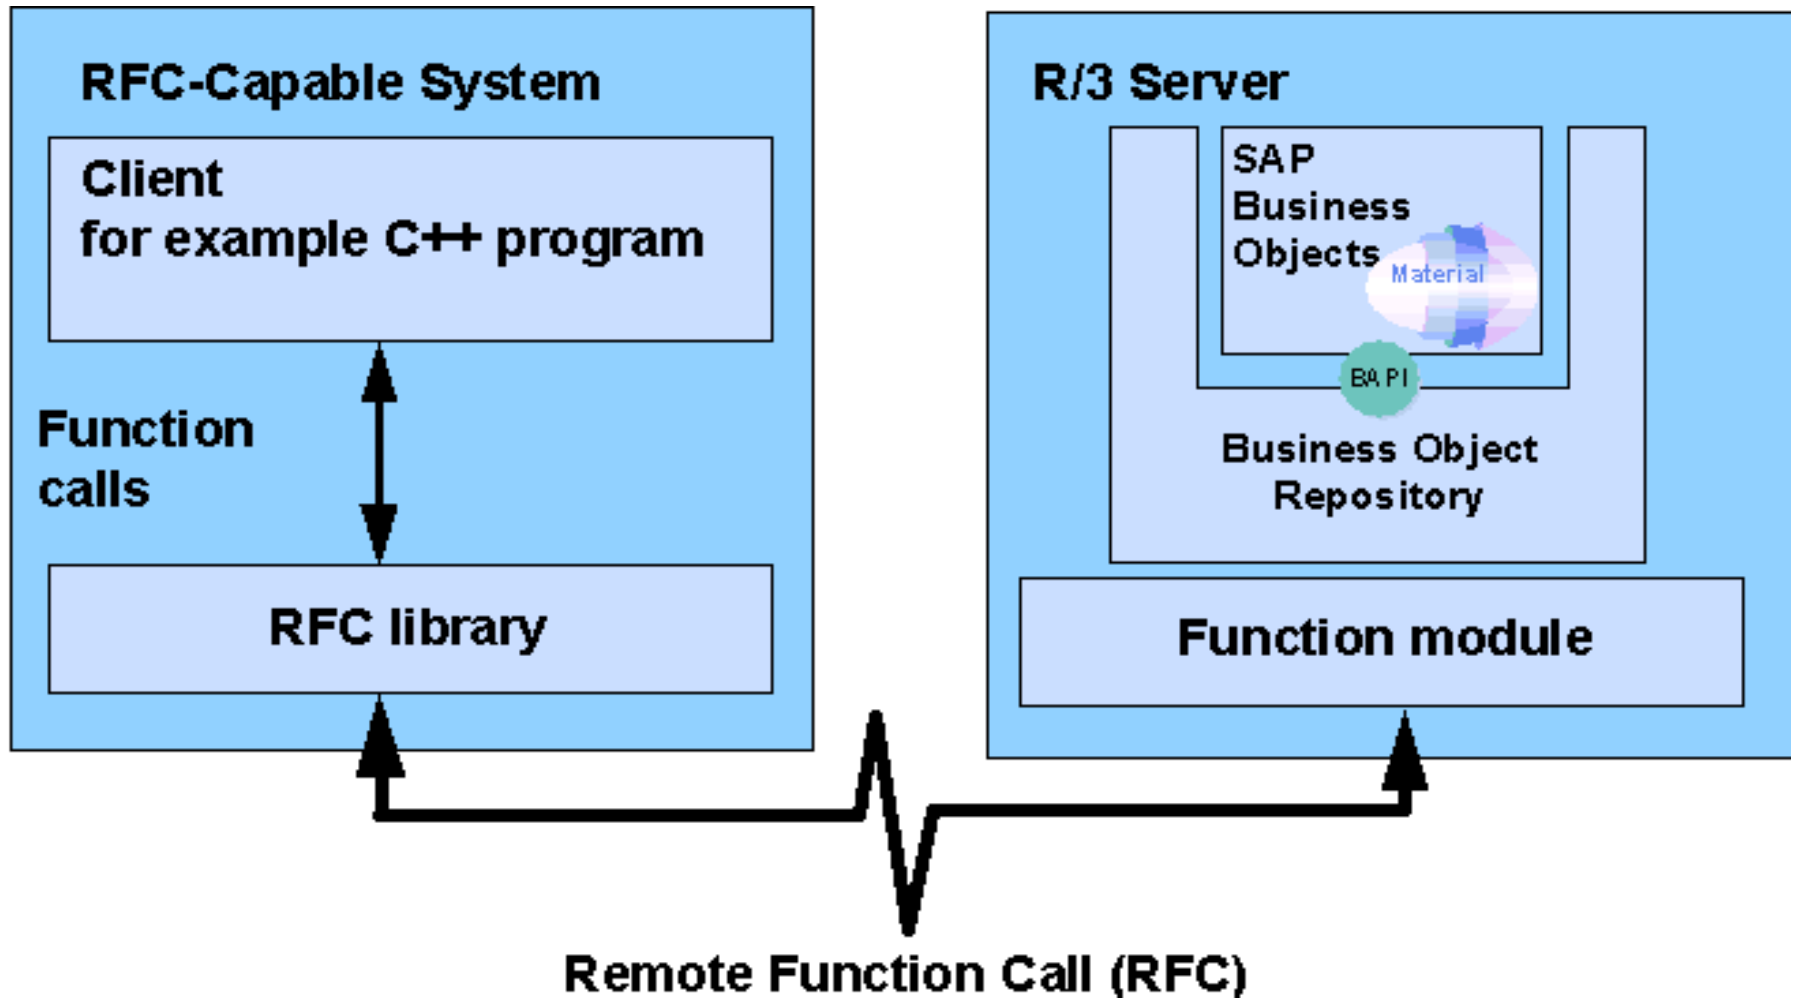 RFC-Capable System
Client
for example C++ program
Function
calls
RFC library
R/3 Server
SAP
Business
Objects
Material
BAPI
Business Object
Repository
Function module
Remote Function Call (RFC)